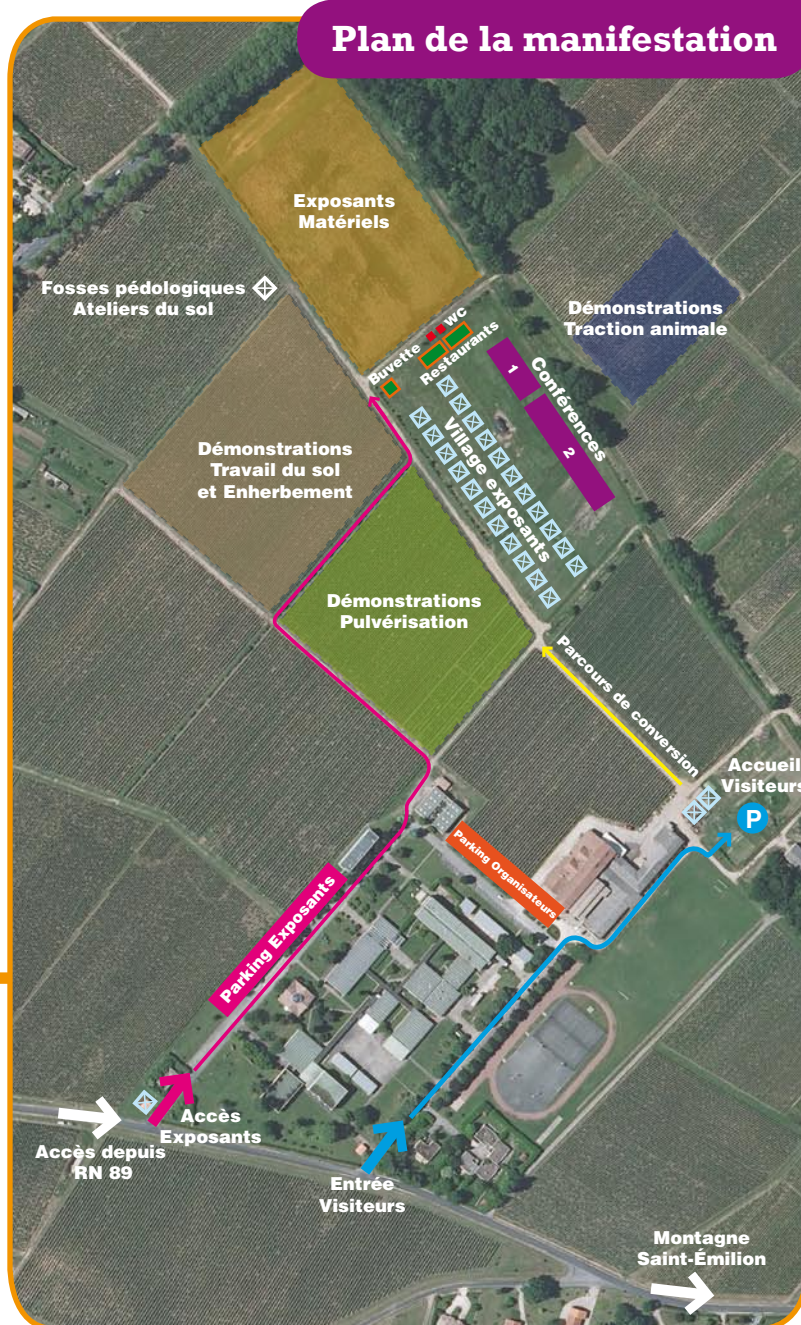 Plan de la manifestation
Exposants
Matériels
Fosses pédologiques
Ateliers du sol
Démonstrations
Traction animale
WC
Buvette
Restaurants
1
Conférences
2
Village exposants
Démonstrations
Travail du sol
et Enherbement
Démonstrations
Pulvérisation
Parcours de conversion
Accueil
Visiteurs
P
Parking Organisateurs
Parking Exposants
Accès
Exposants
Accès depuis
RN 89
Entrée
Visiteurs
Montagne
Saint-Émilion